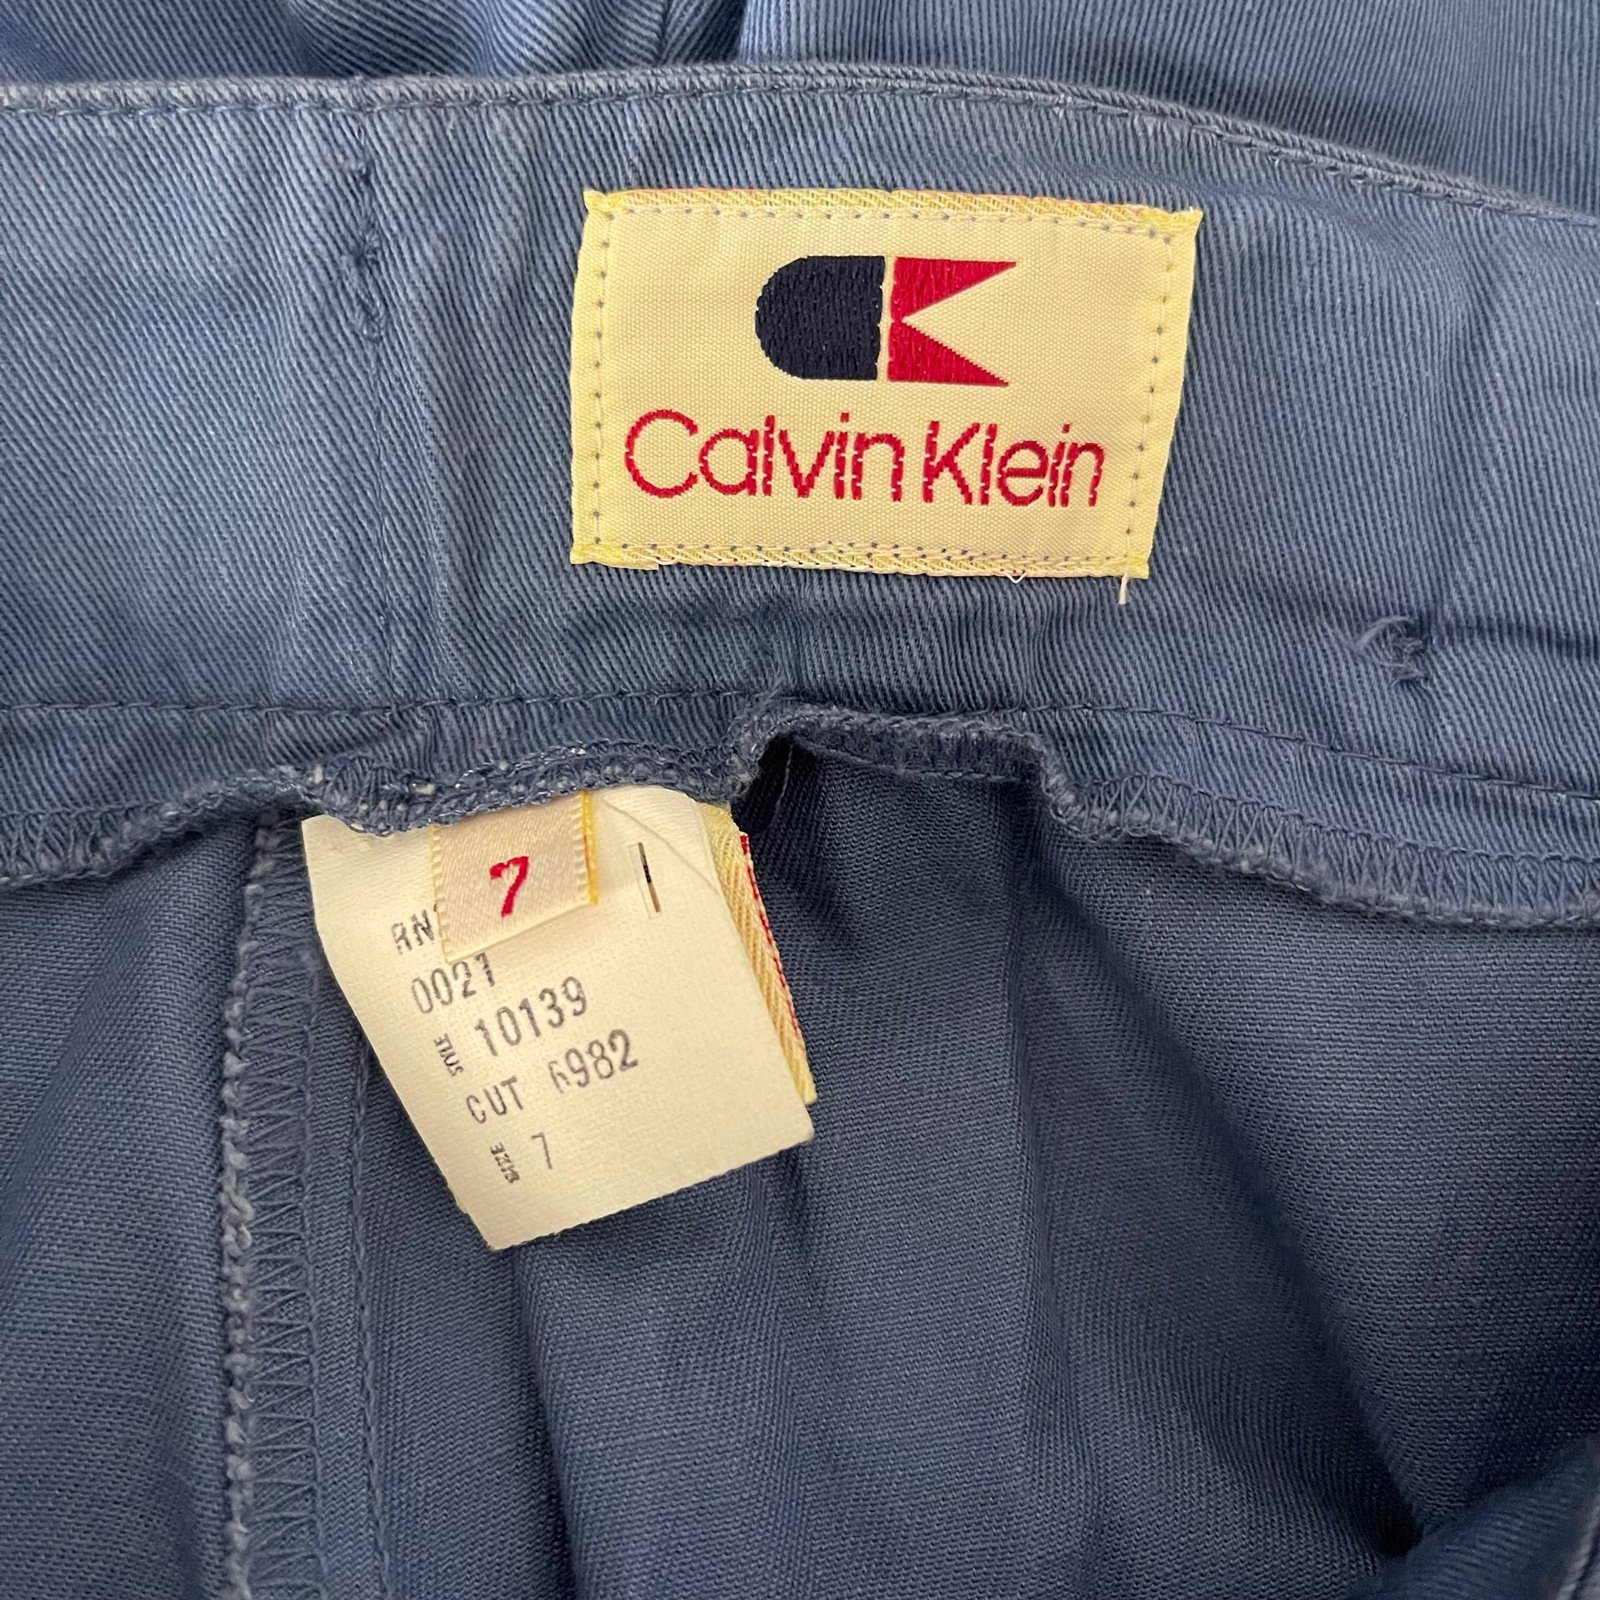 Calvin Klein
7
RN
0021
STYLE 10139
CUT 6982
SIZE 7